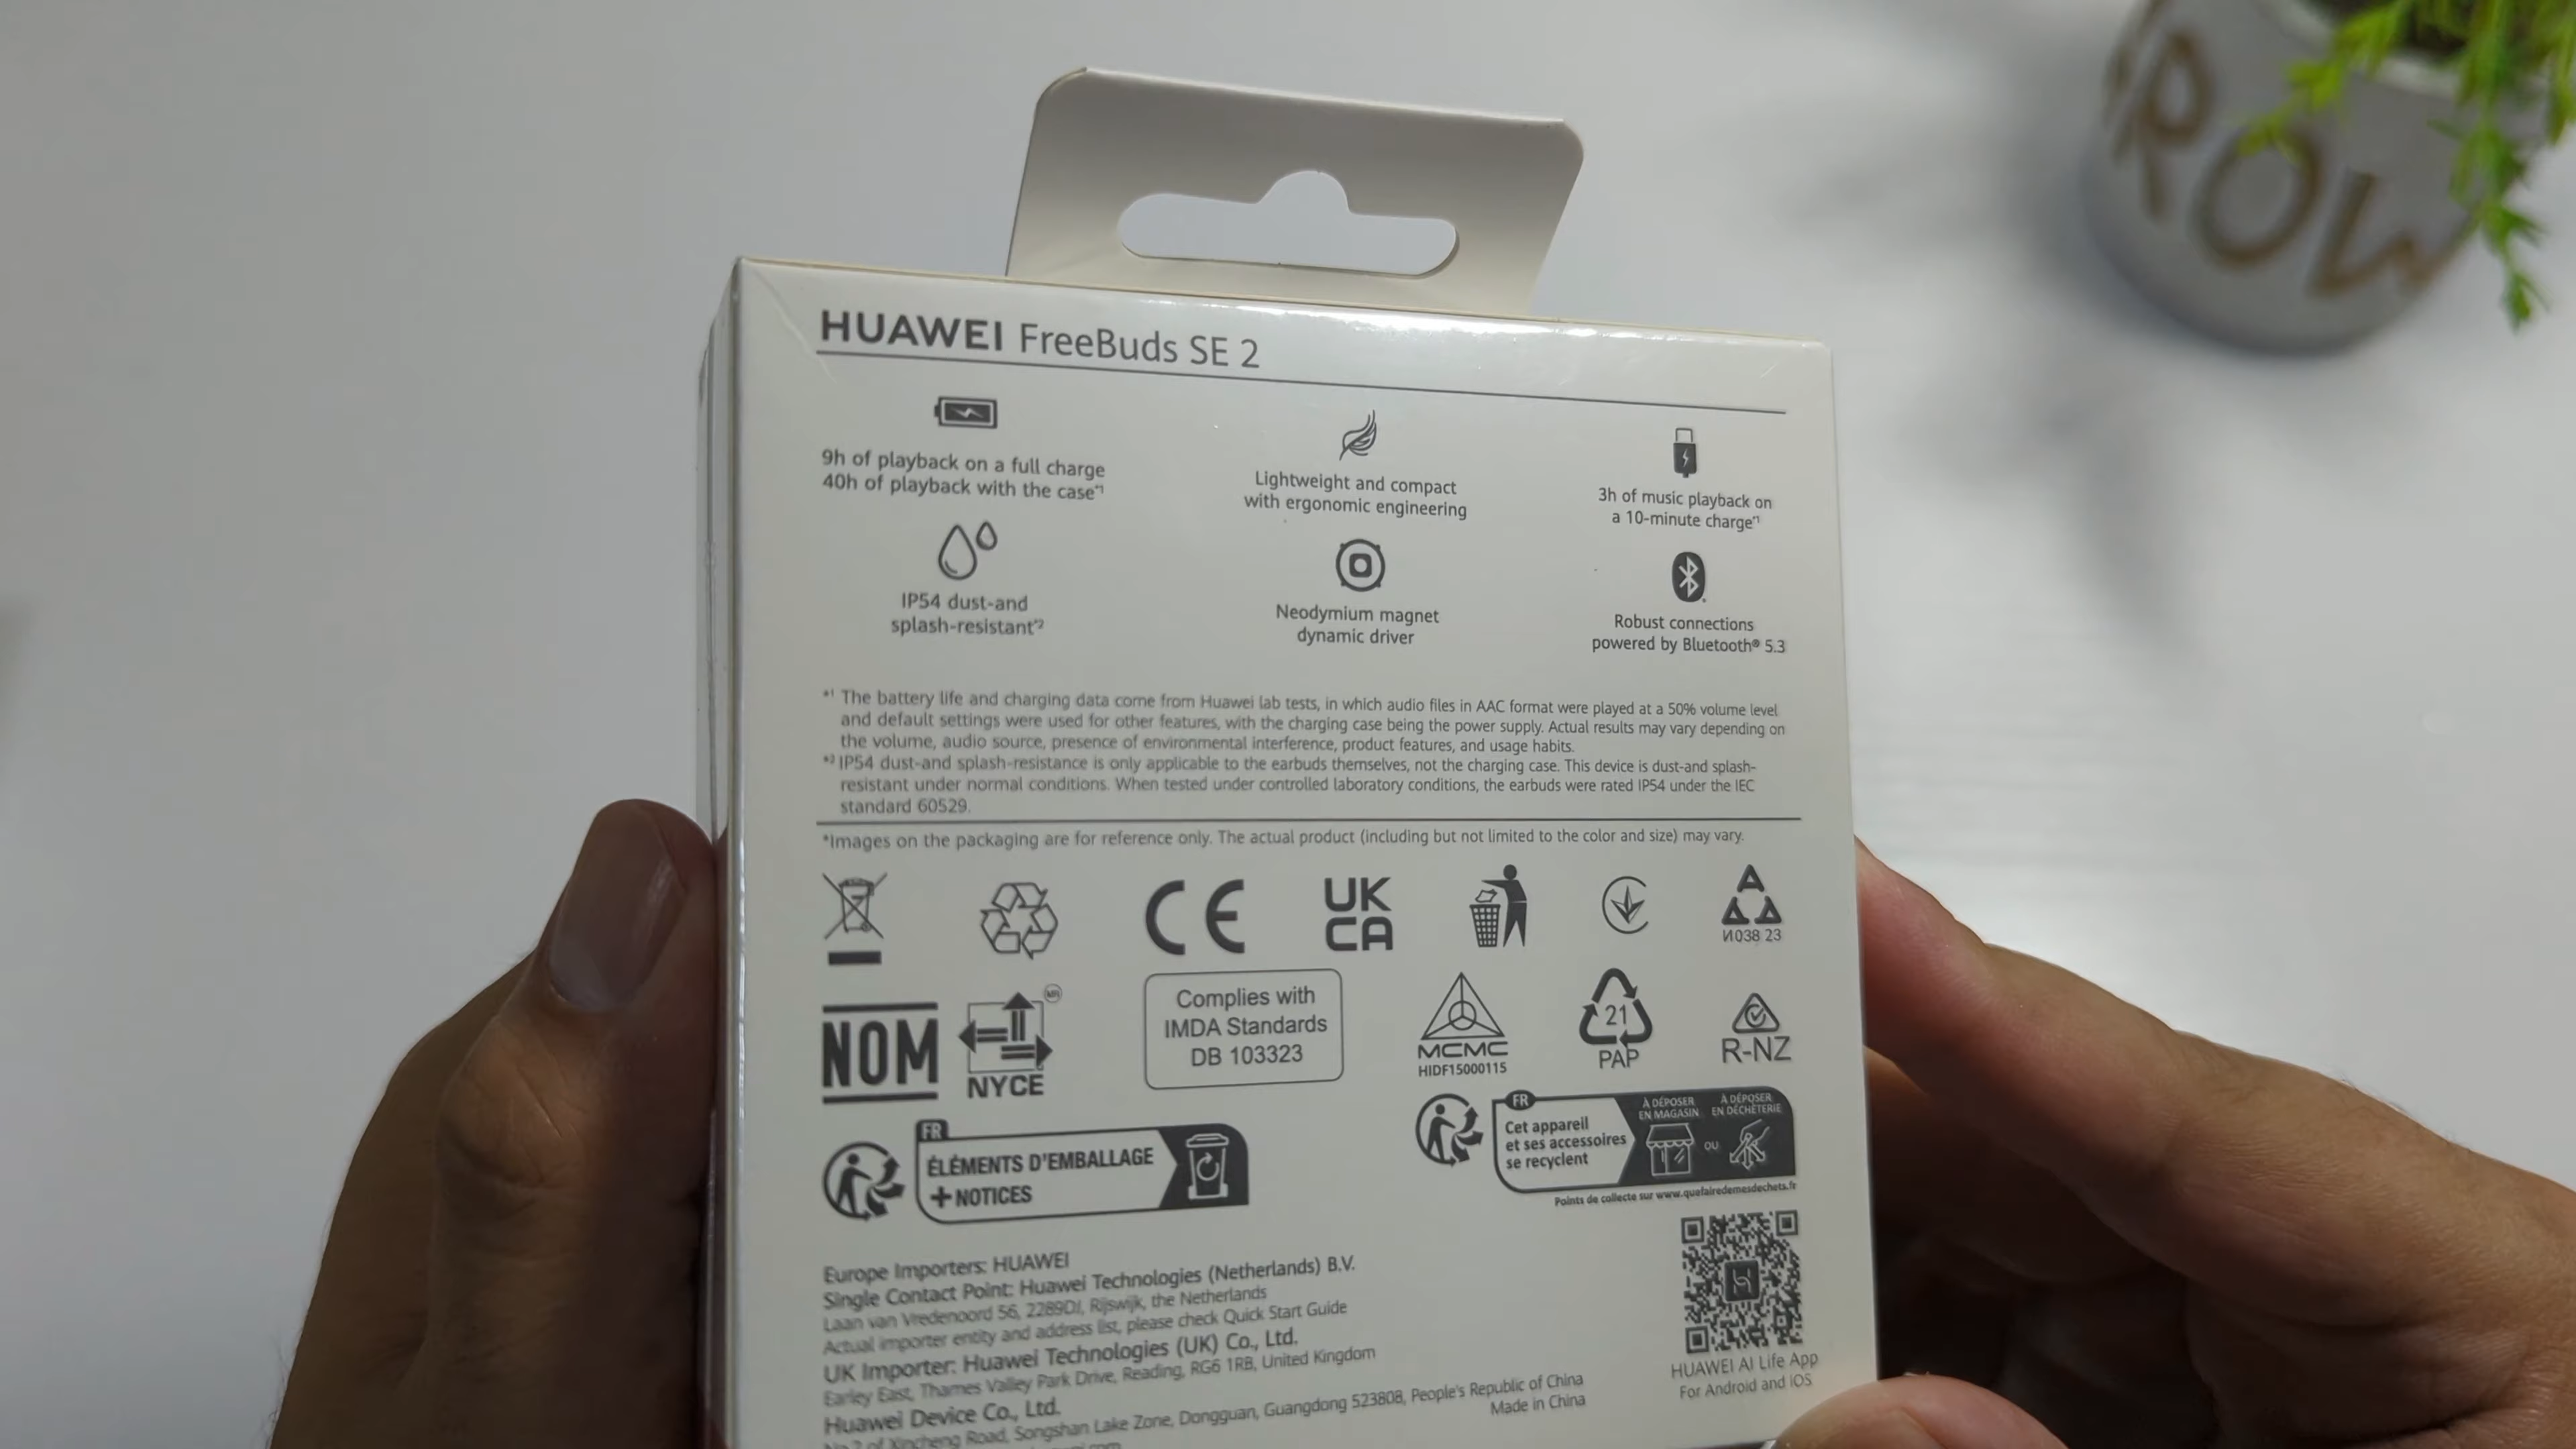 ROW
HUAWEI FreeBuds SE 2
9h of playback on a full charge
40h of playback with the case*1
Lightweight and compact
with ergonomic engineering
3h of music playback on
a 10-minute charge*1
IP54 dust-and
splash-resistant*2
Neodymium magnet
dynamic driver
Robust connections
powered by Bluetooth® 5.3
*1 The battery life and charging data come from Huawei lab tests, in which audio files in AAC format were played at a 50% volume level
and default settings were used for other features, with the charging case being the power supply. Actual results may vary depending on
the volume, audio source, presence of environmental interference, product features, and usage habits.
*2 IP54 dust-and splash-resistance is only applicable to the earbuds themselves, not the charging case. This device is dust-and splash-
resistant under normal conditions. When tested under controlled laboratory conditions, the earbuds were rated IP54 under the IEC
standard 60529.
*Images on the packaging are for reference only. The actual product (including but not limited to the color and size) may vary.
CE
UK
CA
A
И038 23
NOM
NYCE
MR
Complies with
IMDA Standards
DB 103323
MCMC
HIDF15000115
21
PAP
R-NZ
FR
ÉLÉMENTS D'EMBALLAGE
+ NOTICES
FR
Cet appareil
et ses accessoires
se recyclent
À DÉPOSER
EN MAGASIN
OU
À DÉPOSER
EN DÉCHÈTERIE
Points de collecte sur www.quefairedemesdechets.fr
Europe Importers: HUAWEI
Single Contact Point: Huawei Technologies (Netherlands) B.V.
Laan van Vredenoord 56, 2289DJ, Rijswijk, the Netherlands
Actual importer entity and address list, please check Quick Start Guide
UK Importer: Huawei Technologies (UK) Co., Ltd.
Earley East, Thames Valley Park Drive, Reading, RG6 1RB, United Kingdom
Huawei Device Co., Ltd.
Xincheng Road, Songshan Lake Zone, Dongguan, Guangdong 523808, People's Republic of China
Made in China
HUAWEI AI Life App
For Android and iOS